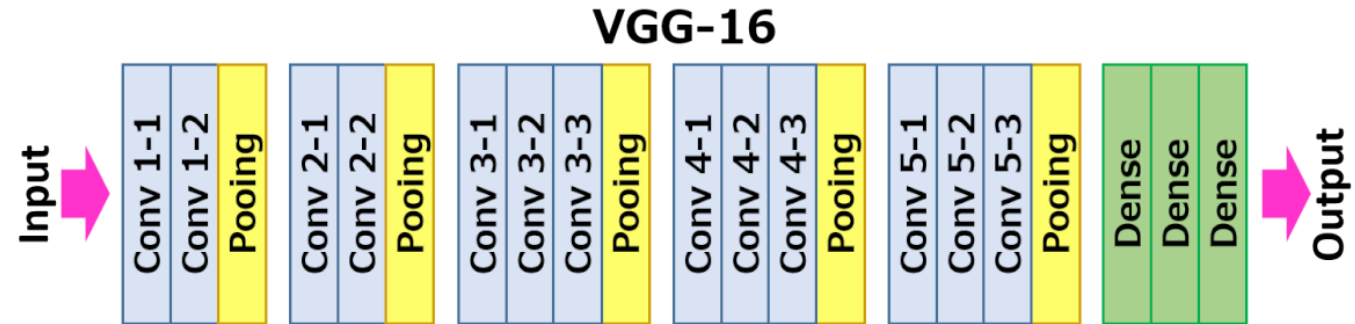 VGG-16
Input
Conv 1-1
Conv 1-2
Pooing
Conv 2-1
Conv 2-2
Pooing
Conv 3-1
Conv 3-2
Conv 3-3
Pooing
Conv 4-1
Conv 4-2
Conv 4-3
Pooing
Conv 5-1
Conv 5-2
Conv 5-3
Pooing
Dense
Dense
Dense
Output